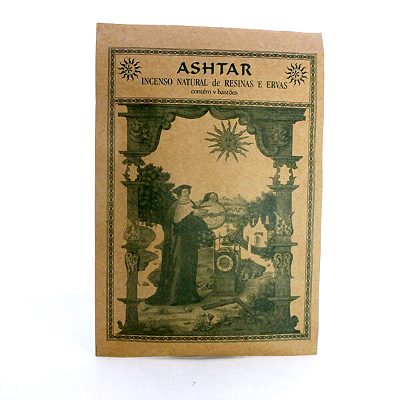 ASHTAR
INCENSO NATURAL de RESINAS E ERVAS
contém 9 bastões